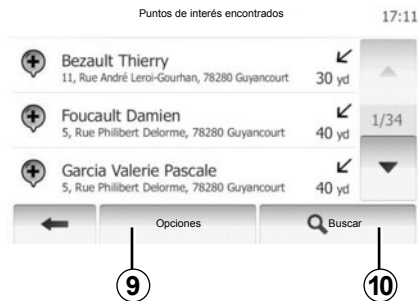 Puntos de interés encontrados 17:11
Bezault Thierry
11, Rue André Leroi-Gourhan, 78280 Guyancourt 30 yd
Foucault Damien
5, Rue Philibert Delorme, 78280 Guyancourt 40 yd
1/34
Garcia Valerie Pascale
5, Rue Philibert Delorme, 78280 Guyancourt 40 yd
Opciones Buscar
9 10